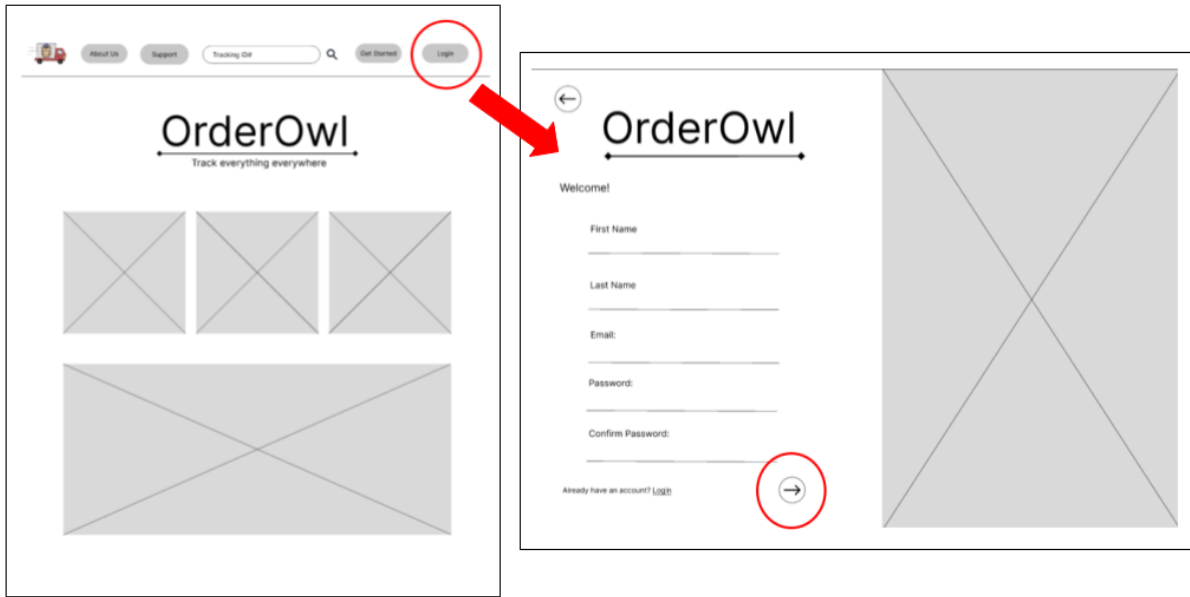 About Us
Support
Tracking ID#
Get Started
Login
OrderOwl
Track everything everywhere
OrderOwl
Welcome!
First Name
Last Name
Email:
Password:
Confirm Password:
Already have an account? Login